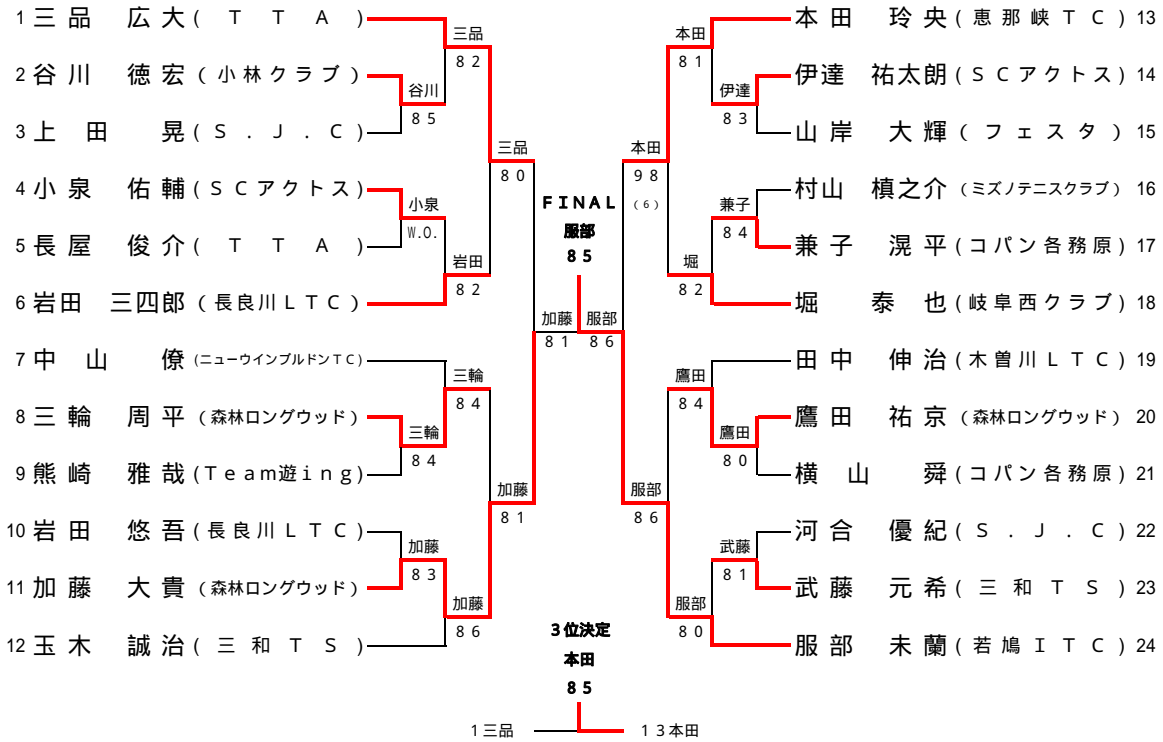 1 三品 広大 (TTA)
2 谷川 徳宏 (小林クラブ)
3 上田 晃 (S.J.C)
4 小泉 佑輔 (SCアクトス)
5 長屋 俊介 (TTA)
6 岩田 三四郎 (長良川LTC)
7 中山 僚 (ニューウインブルドンTC)
8 三輪 周平 (森林ロングウッド)
9 熊崎 雅哉 (Team遊ing)
10 岩田 悠吾 (長良川LTC)
11 加藤 大貴 (森林ロングウッド)
12 玉木 誠治 (三和TS)
谷川
85
小泉
W.O.
三輪
84
加藤
83
三品
82
岩田
82
三輪
84
加藤
86
三品
80
加藤
81
加藤
81
FINAL
服部
85
服部
86
本田
98
(6)
服部
86
本田
81
堀
82
鷹田
84
服部
80
伊達
83
兼子
84
鷹田
80
武藤
81
本田 玲央 (恵那峡TC) 13
伊達 祐太朗 (SCアクトス) 14
山岸 大輝 (フェスタ) 15
村山 槙之介 (ミズノテニスクラブ) 16
兼子 滉平 (コパン各務原) 17
堀 泰也 (岐阜西クラブ) 18
田中 伸治 (木曽川LTC) 19
鷹田 祐京 (森林ロングウッド) 20
横山 舜 (コパン各務原) 21
河合 優紀 (S.J.C) 22
武藤 元希 (三和TS) 23
服部 未蘭 (若鳩ITC) 24
3位決定
本田
85
1三品
13本田